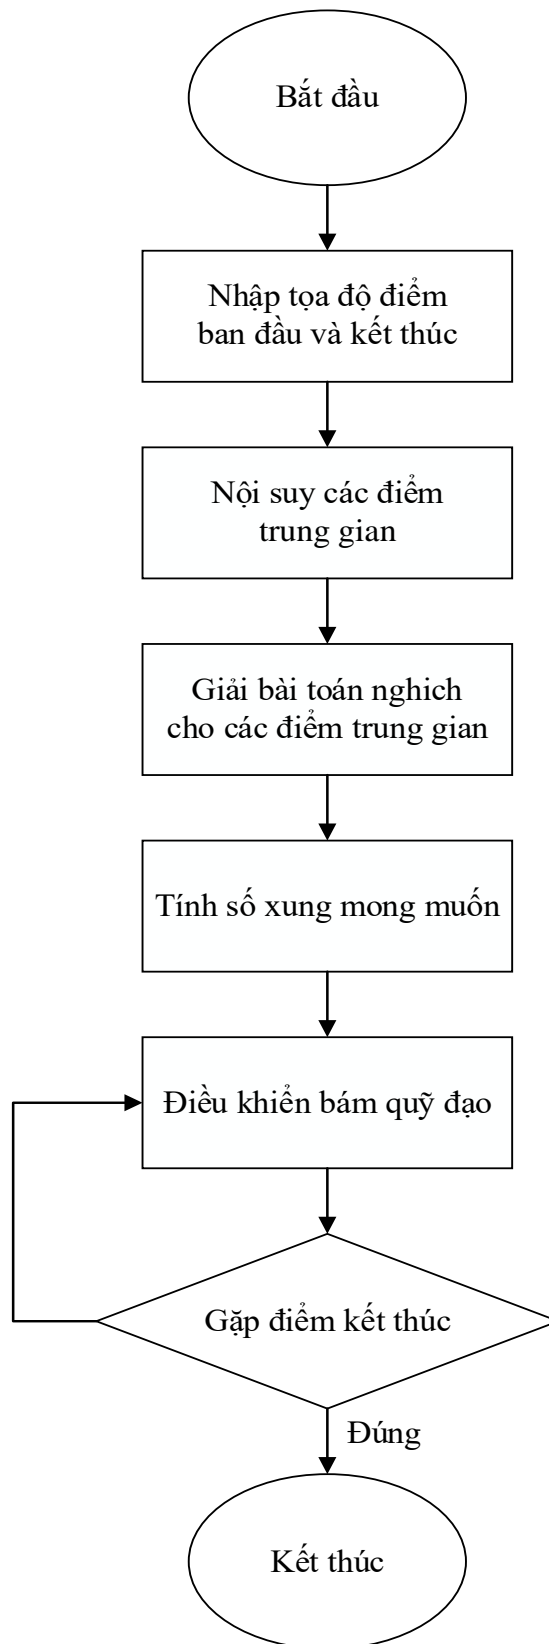 Bắt đầu
Nhập tọa độ điểm
ban đầu và kết thúc
Nội suy các điểm
trung gian
Giải bài toán nghich
cho các điểm trung gian
Tính số xung mong muốn
Điều khiển bám quỹ đạo
Gặp điểm kết thúc
Đúng
Kết thúc